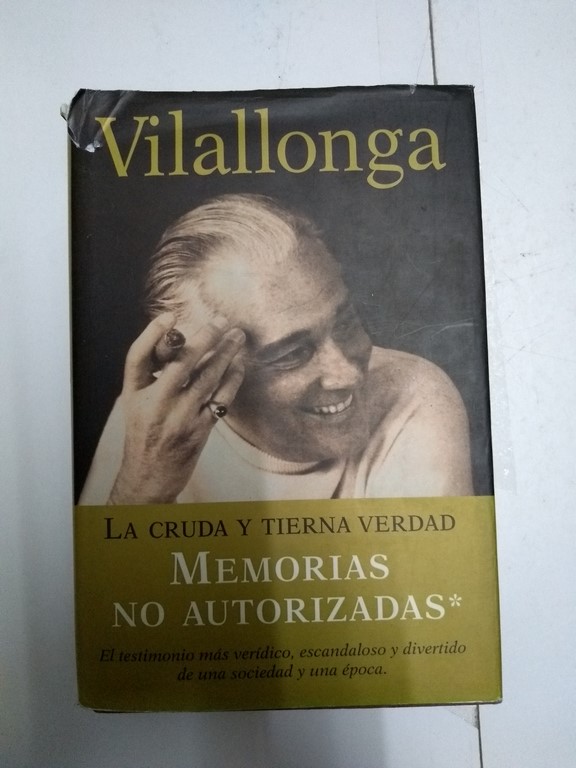 Vilallonga
LA CRUDA Y TIERNA VERDAD
MEMORIAS
NO AUTORIZADAS*
El testimonio más verídico, escandaloso y divertido
de una sociedad y una época.